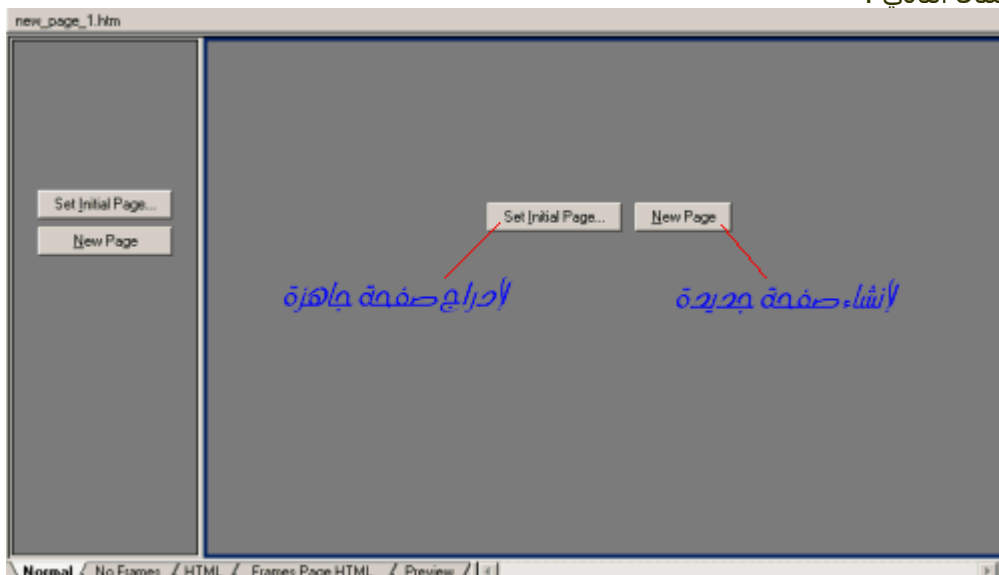 new_page_1.htm
Set Initial Page...
New Page
Set Initial Page...
New Page
لأدراج صفحة جاهزة
لأنشاء صفحة جديدة
Normal
No Frames
HTML
Frames Page HTML
Preview